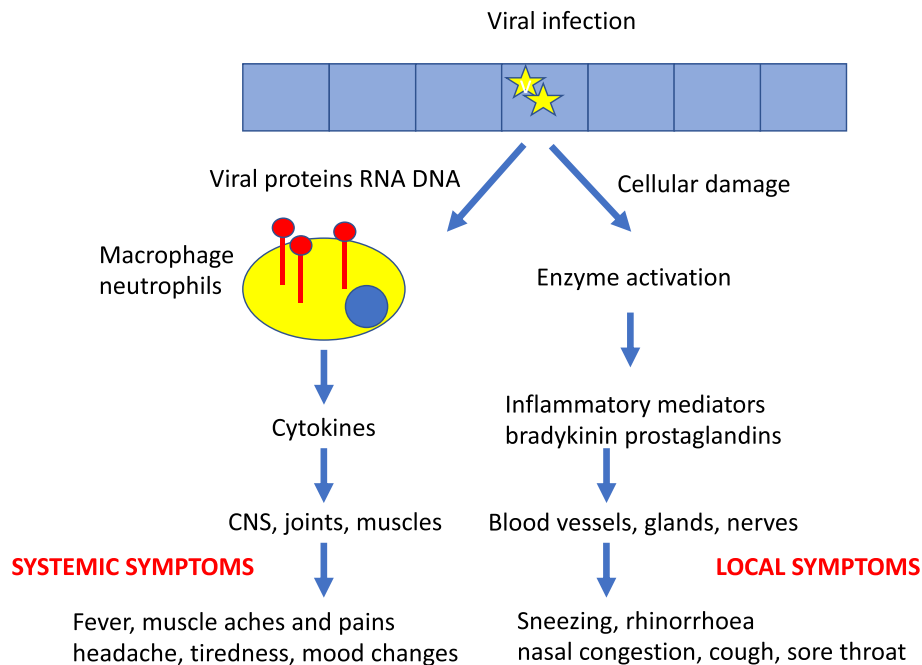 Viral infection
V
Viral proteins RNA DNA
Cellular damage
Macrophage
neutrophils
Enzyme activation
Inflammatory mediators
bradykinin prostaglandins
Cytokines
CNS, joints, muscles
Blood vessels, glands, nerves
SYSTEMIC SYMPTOMS
LOCAL SYMPTOMS
Fever, muscle aches and pains
headache, tiredness, mood changes
Sneezing, rhinorrhoea
nasal congestion, cough, sore throat